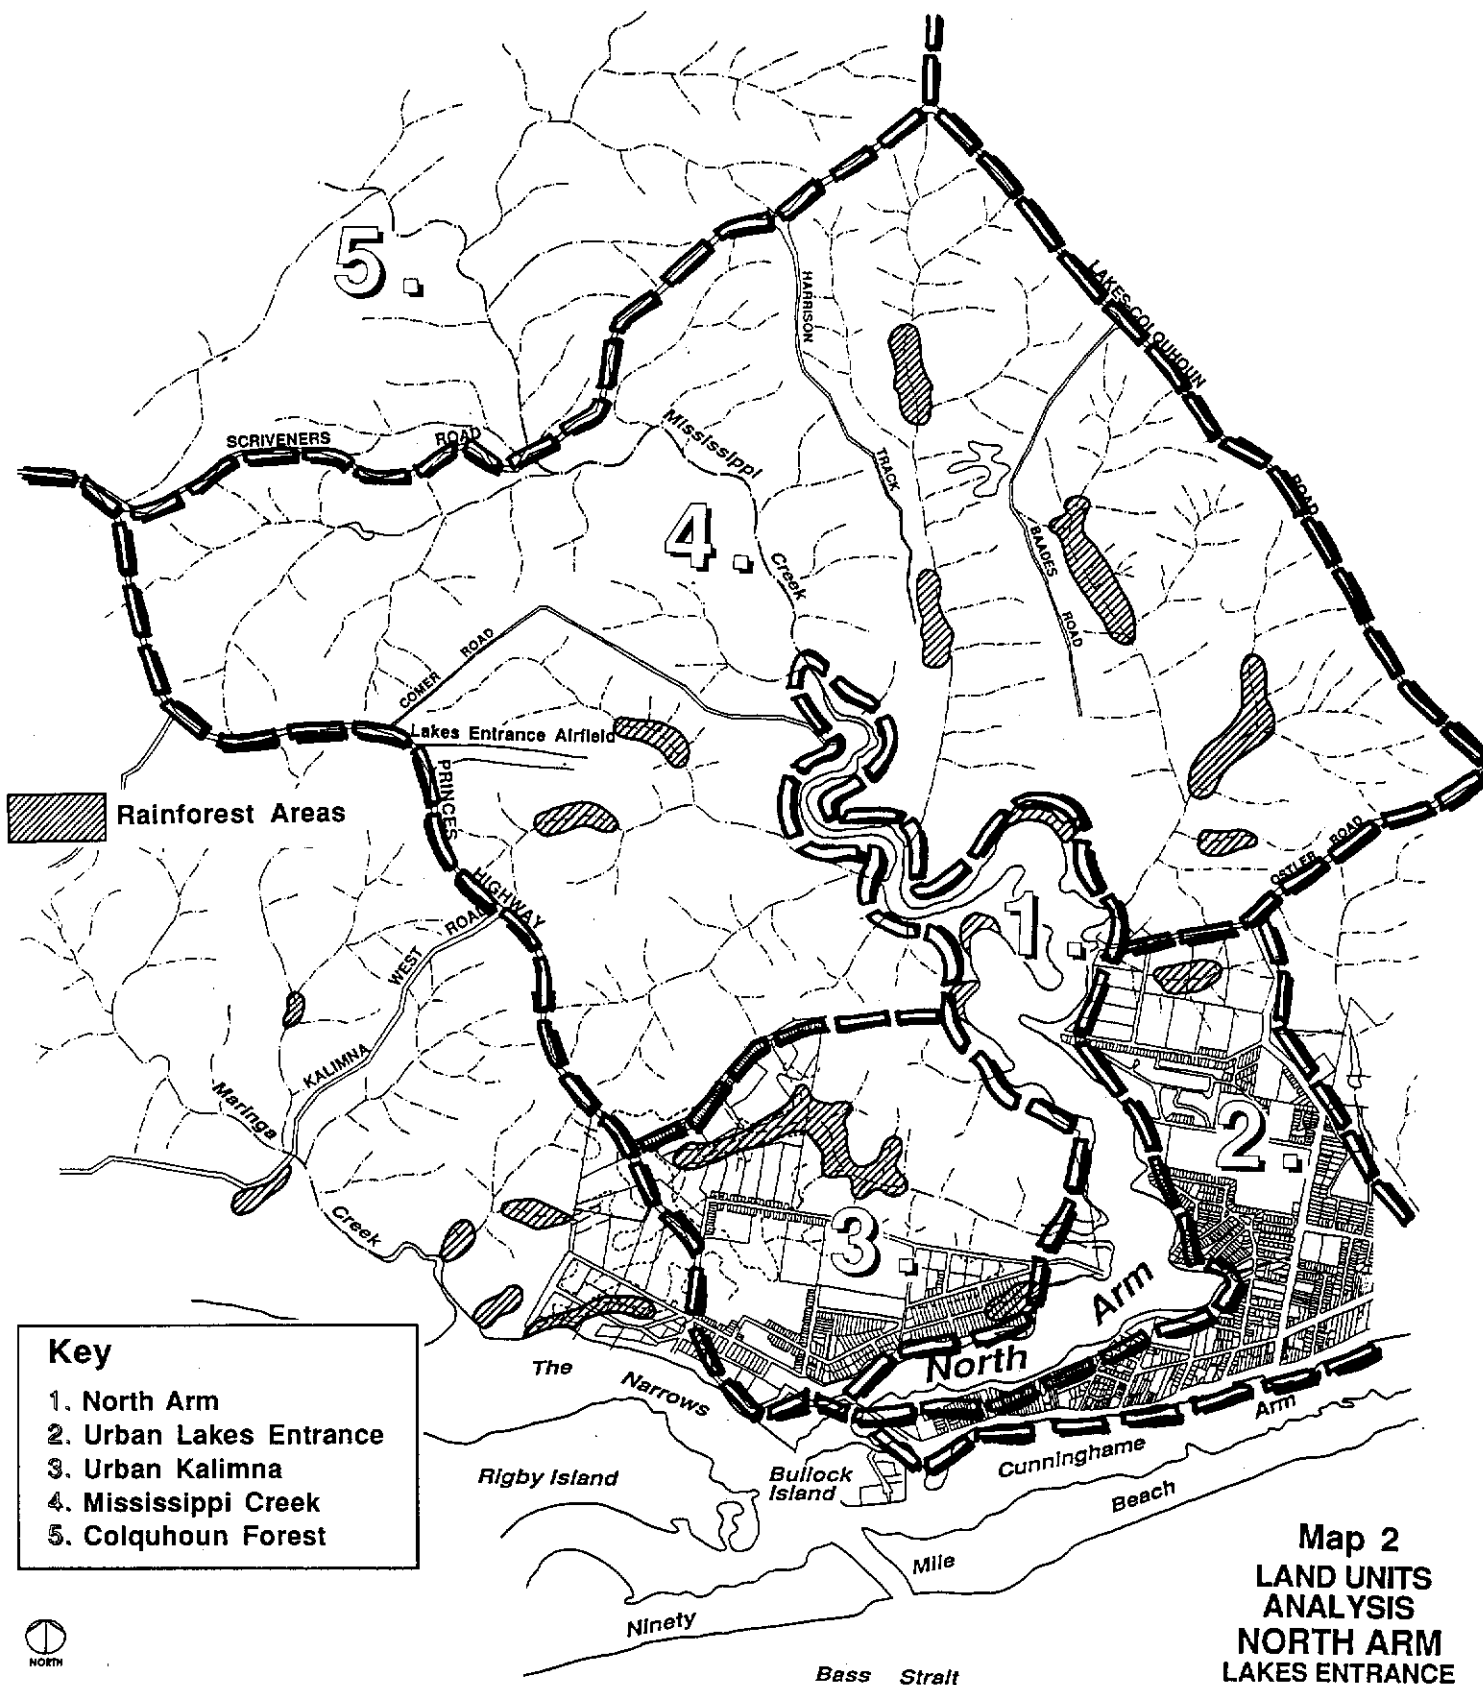 5.
HARRISON
TRACK
LAKES-COLQUHOUN
ROAD
SCRIVENERS ROAD
Mississippi
Creek
4.
BAADES
ROAD
COMER ROAD
Lakes Entrance Airfield
PRINCES
HIGHWAY
Rainforest Areas
OSTLER ROAD
1.
KALIMNA WEST ROAD
Maringa
Creek
2.
3.
North Arm
The Narrows
Key
1. North Arm
2. Urban Lakes Entrance
3. Urban Kalimna
4. Mississippi Creek
5. Colquhoun Forest
Rigby Island
Bullock
Island
Cunninghame Arm
Ninety Mile Beach
Bass Strait
NORTH
Map 2
LAND UNITS
ANALYSIS
NORTH ARM
LAKES ENTRANCE